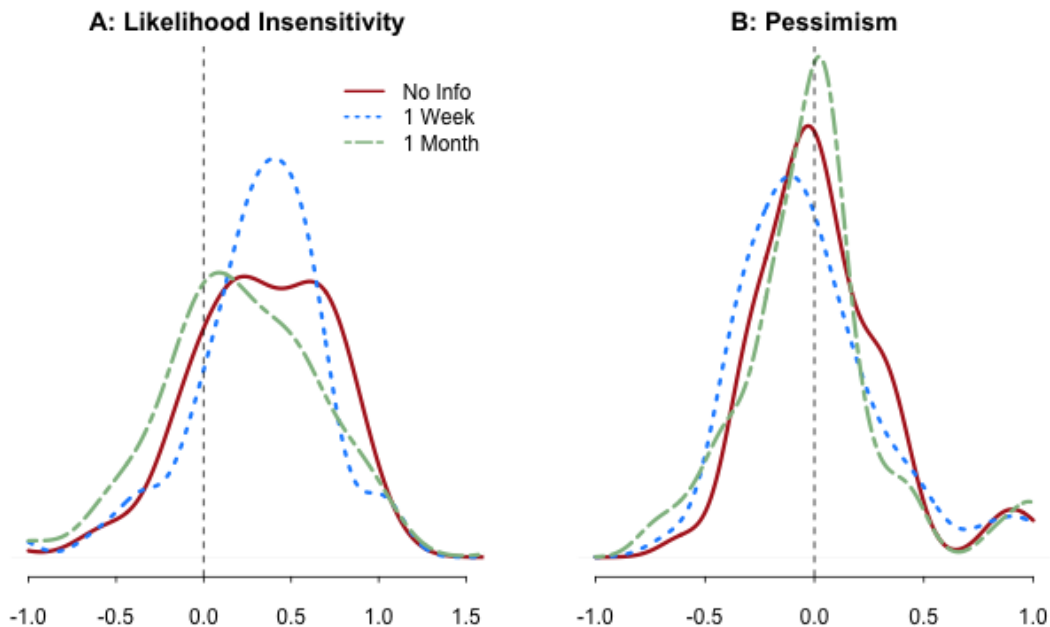 A: Likelihood Insensitivity
No Info
1 Week
1 Month
-1.0 -0.5 0.0 0.5 1.0 1.5
B: Pessimism
-1.0 -0.5 0.0 0.5 1.0